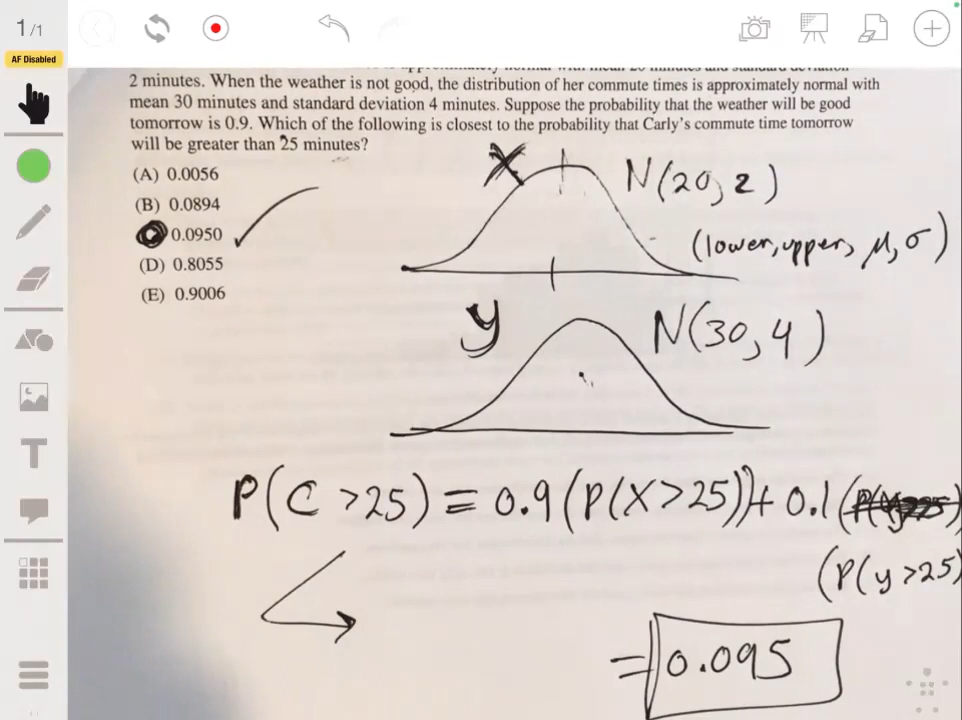 1/1
AF Disabled
2 minutes. When the weather is not good, the distribution of her commute times is approximately normal with
mean 30 minutes and standard deviation 4 minutes. Suppose the probability that the weather will be good
tomorrow is 0.9. Which of the following is closest to the probability that Carly's commute time tomorrow
will be greater than 25 minutes?
(A) 0.0056
(B) 0.0894
0.0950
(D) 0.8055
(E) 0.9006
X
N(20, 2)
(lower, upper, μ, σ)
y
N(30, 4)
P(C >25) = 0.9(P(X>25))+ 0.1(
(P(y>25)
= 0.095
T